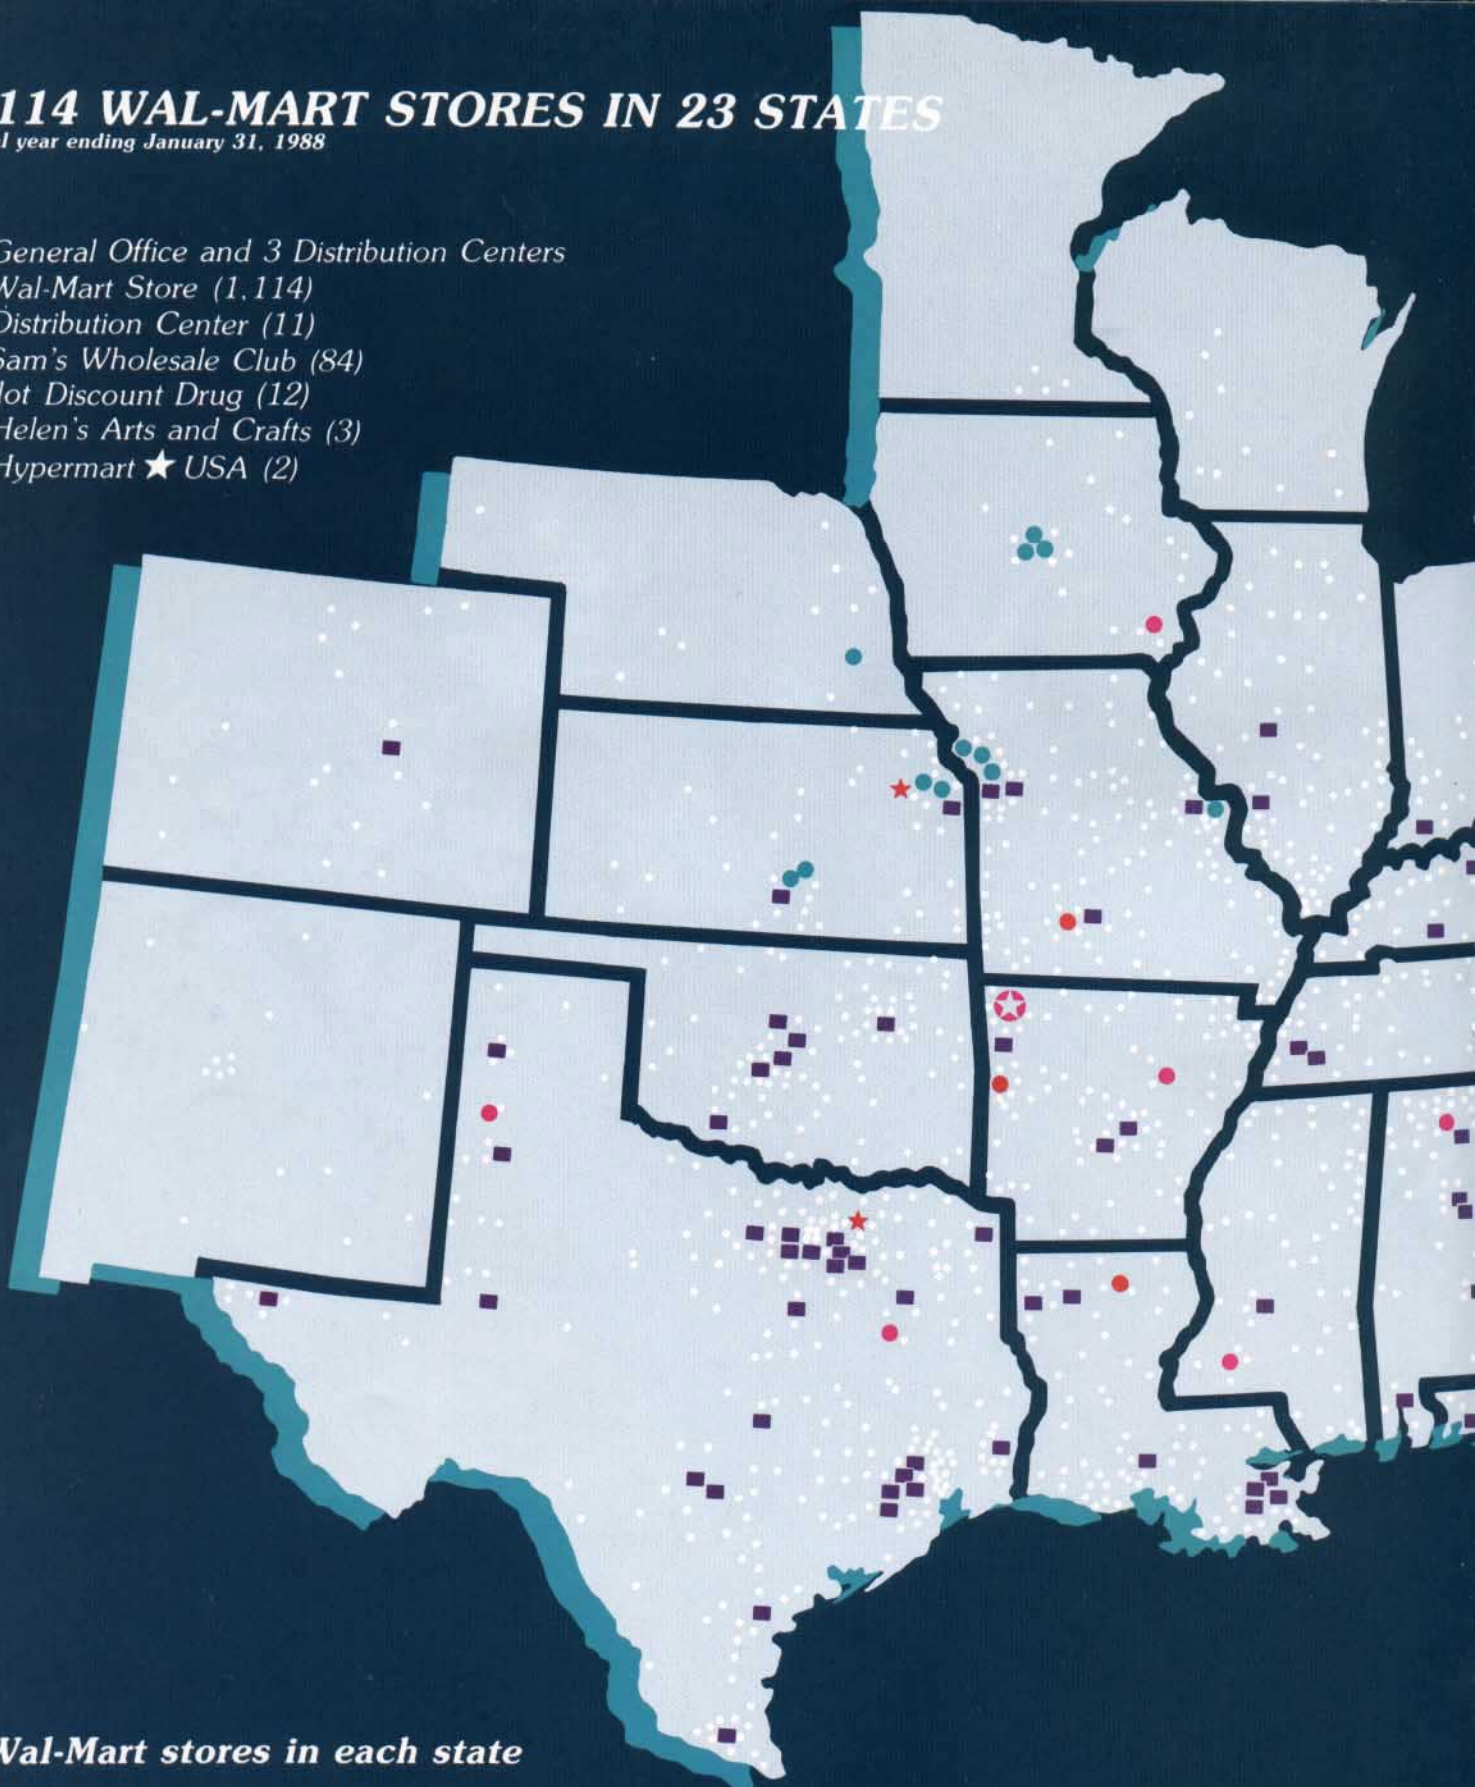 114 WAL-MART STORES IN 23 STATES
l year ending January 31, 1988
General Office and 3 Distribution Centers
Wal-Mart Store (1,114)
Distribution Center (11)
Sam's Wholesale Club (84)
lot Discount Drug (12)
Helen's Arts and Crafts (3)
Hypermart ★ USA (2)
Wal-Mart stores in each state